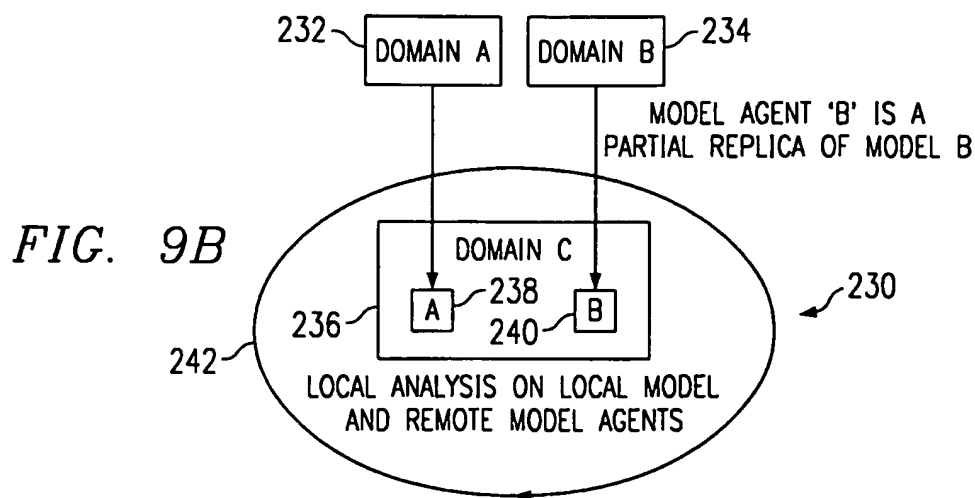 232
DOMAIN A
DOMAIN B
234
MODEL AGENT 'B' IS A
PARTIAL REPLICA OF MODEL B
FIG. 9B
DOMAIN C
A
238
B
240
236
230
242
LOCAL ANALYSIS ON LOCAL MODEL
AND REMOTE MODEL AGENTS